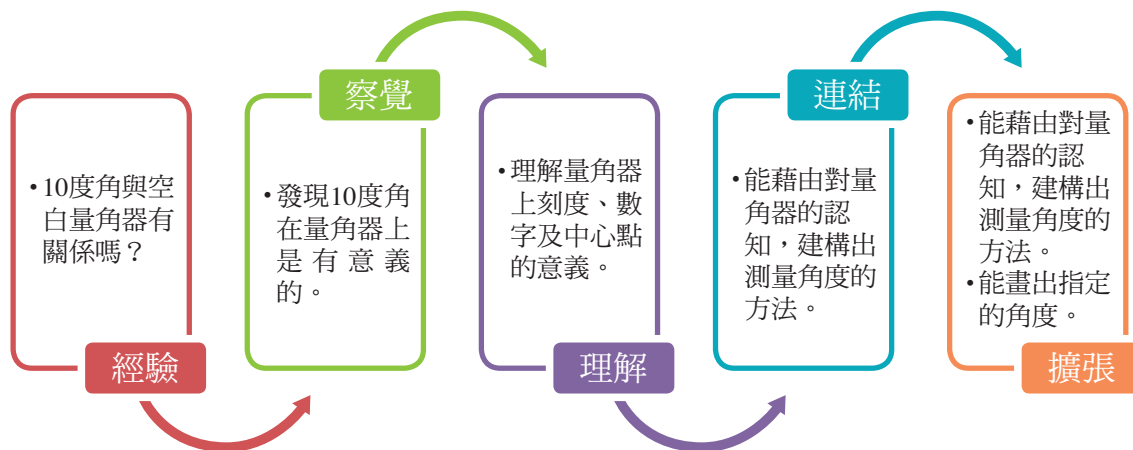 ・10度角與空
白量角器有
關係嗎？
經驗
察覺
・發現10度角
在量角器上
是有意義
的。
・理解量角器
上刻度、數
字及中心點
的意義。
理解
連結
・能藉由對量
角器的認
知，建構出
測量角度的
方法。
・能藉由對量
角器的認
知，建構出
測量角度的
方法。
・能畫出指定
的角度。
擴張